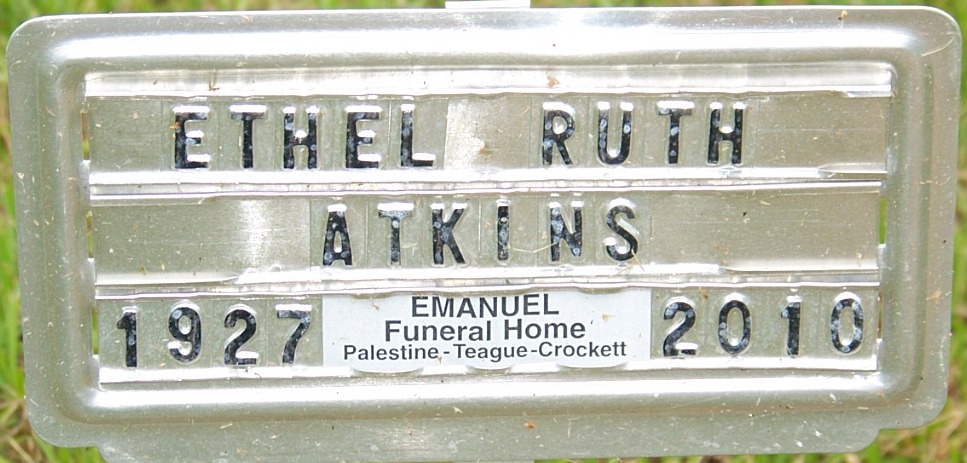 ETHEL RUTH
ATKINS
1927 EMANUEL 2010
Funeral Home
Palestine-Teague-Crockett